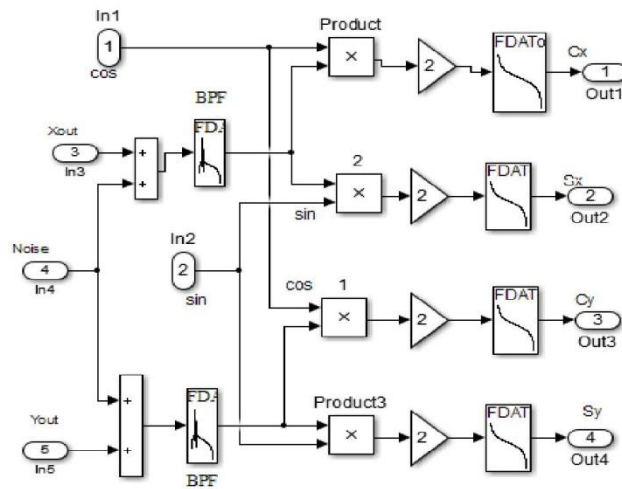 In1
1
cos
Product
×
2
FDATo
Cx
1
Out1
BPF
FDA
Xout
3
In3
+
+
2
×
sin
2
FDAT
Sx
2
Out2
Noise
4
In4
In2
2
sin
cos
1
×
2
FDAT
Cy
3
Out3
Yout
5
In5
+
+
FDA
BPF
Product3
×
2
FDAT
Sy
4
Out4